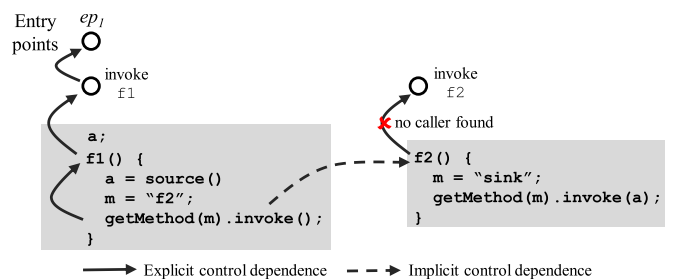 Entry points
ep1
invoke
f1
invoke
f2
no caller found
a;
f1() {
a = source()
m = “f2”;
getMethod(m).invoke();
}
f2() {
m = “sink”;
getMethod(m).invoke(a);
}
Explicit control dependence
Implicit control dependence